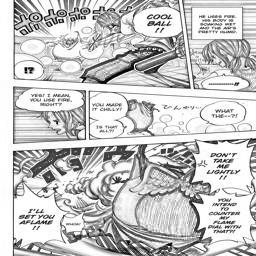 HE USES FIRE.
HIS BODY IS
SOAKING WET
AND THE AIR'S
PRETTY HUMID.
COOL
BALL !!
!?
WHAT
THE--?!
YOU MADE
IT CHILLY!
IS THAT
ALL?!
YES! I MEAN,
YOU USE FIRE,
RIGHT?
DON'T
TAKE ME
LIGHTLY
!!
YOU
INTEND TO
COUNTER
MY FLAME
DIAL WITH
THAT?!
WHOA!
I'LL
SET YOU
AFLAME !!